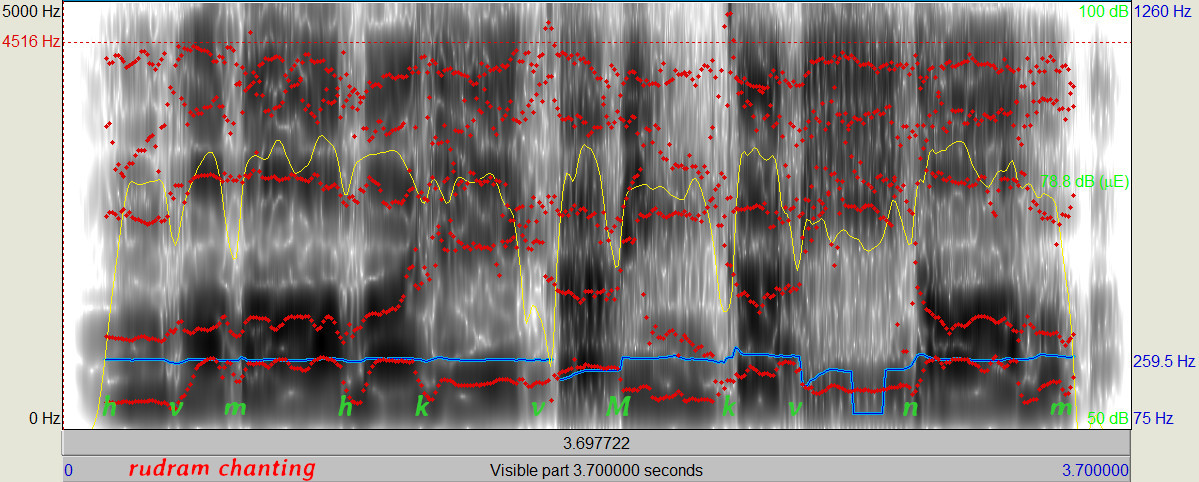 5000 Hz 100 dB 1260 Hz
4516 Hz
78.8 dB (µE)
259.5 Hz
h v m h k v M k v n m
0 Hz 50 dB 75 Hz
3.697722
0 rudram chanting Visible part 3.700000 seconds 3.700000